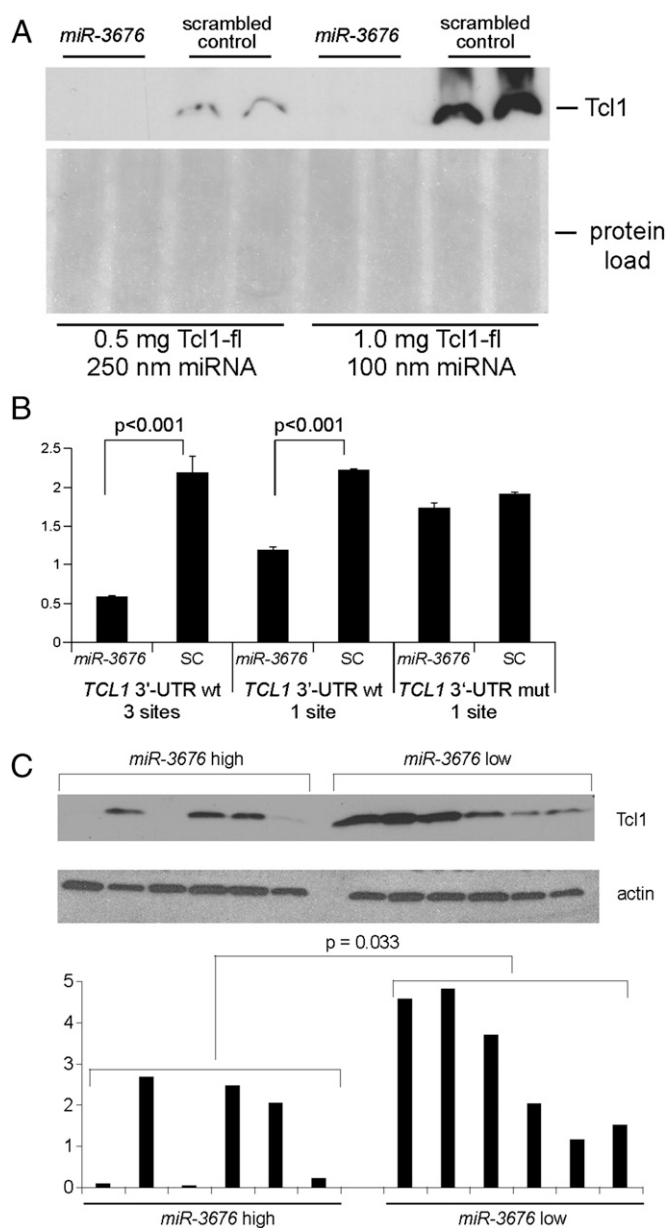 A
miR-3676
scrambled control
miR-3676
scrambled control
Tcl1
protein load
0.5 mg Tcl1-fl
250 nm miRNA
1.0 mg Tcl1-fl
100 nm miRNA
B
p<0.001
p<0.001
2.5
2
1.5
1
0.5
0
miR-3676
SC
miR-3676
SC
miR-3676
SC
TCL1 3'-UTR wt
3 sites
TCL1 3'-UTR wt
1 site
TCL1 3'-UTR mut
1 site
C
miR-3676 high
miR-3676 low
Tcl1
actin
p = 0.033
5
4
3
2
1
0
miR-3676 high
miR-3676 low